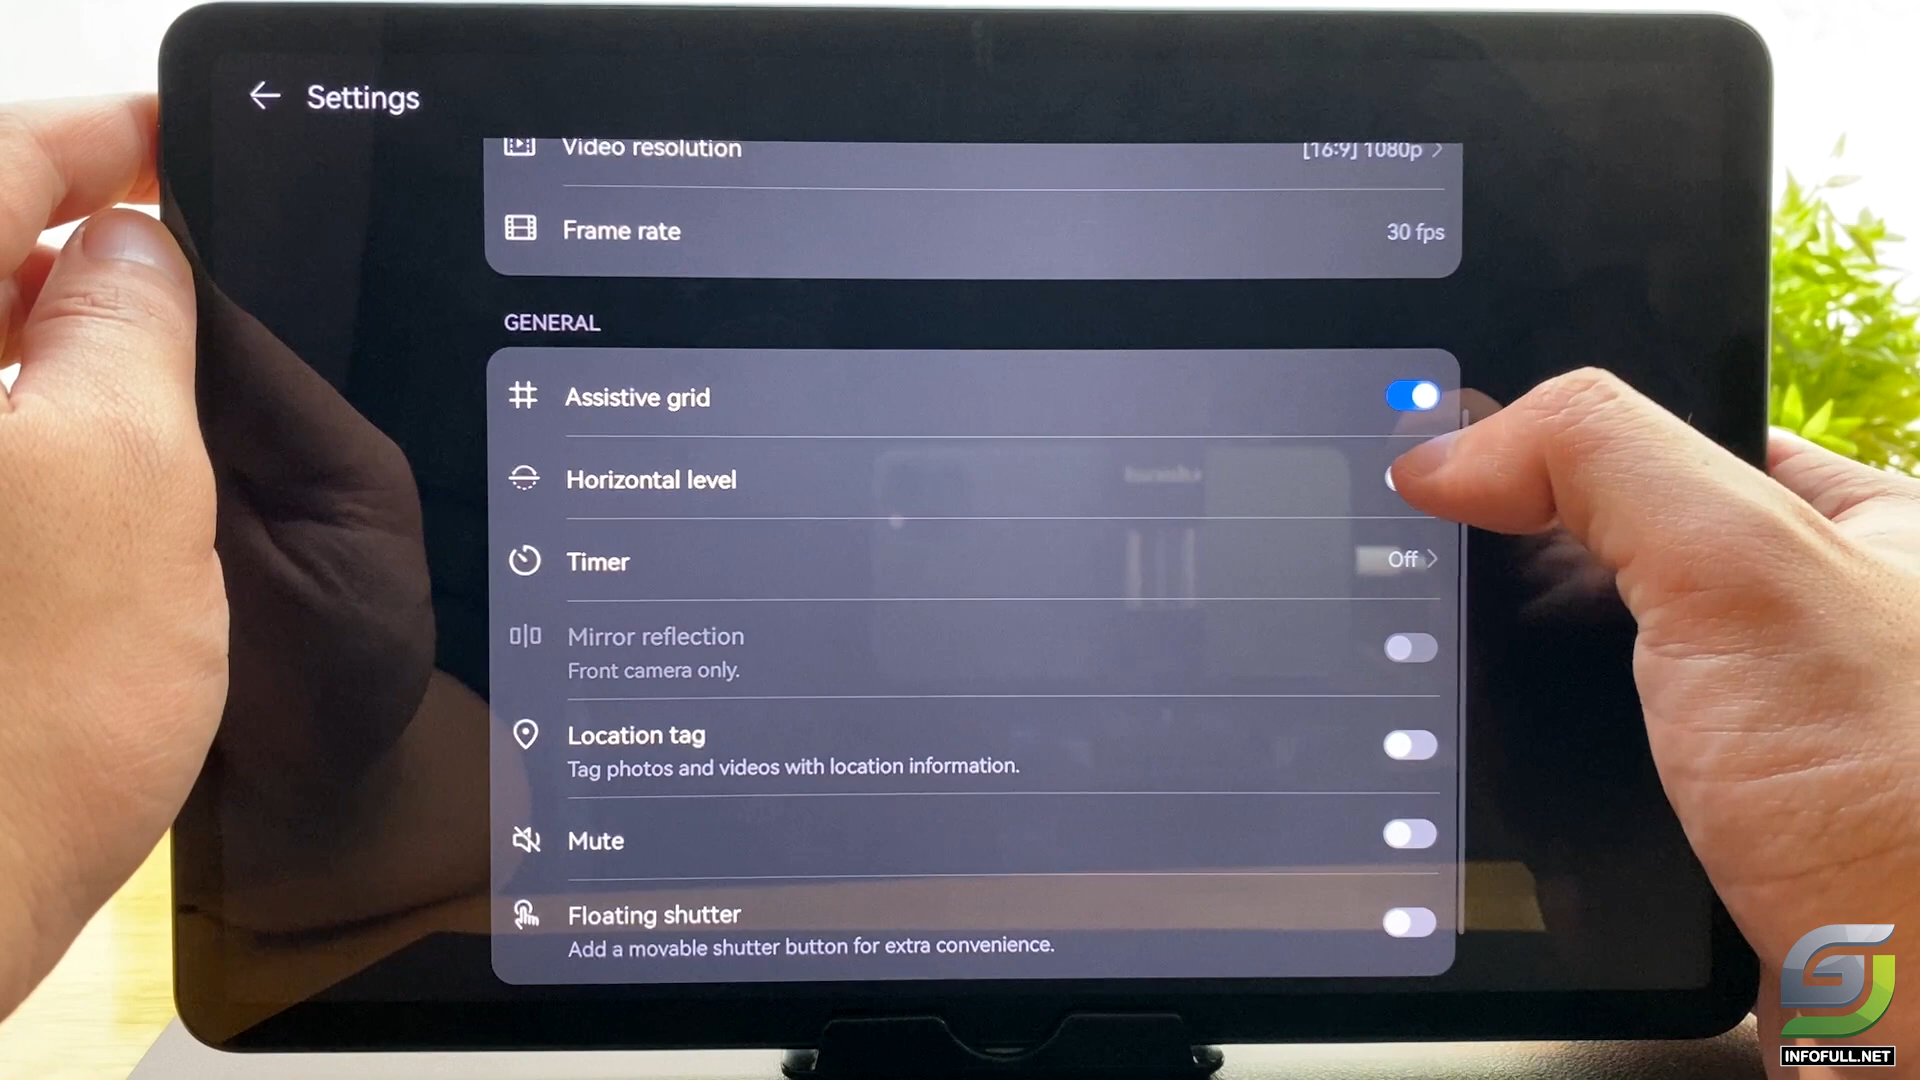 Settings
Video resolution [16:9] 1080p
Frame rate 30 fps
GENERAL
Assistive grid
Horizontal level
Timer Off
Mirror reflection
Front camera only.
Location tag
Tag photos and videos with location information.
Mute
Floating shutter
Add a movable shutter button for extra convenience.
INFOFULL.NET